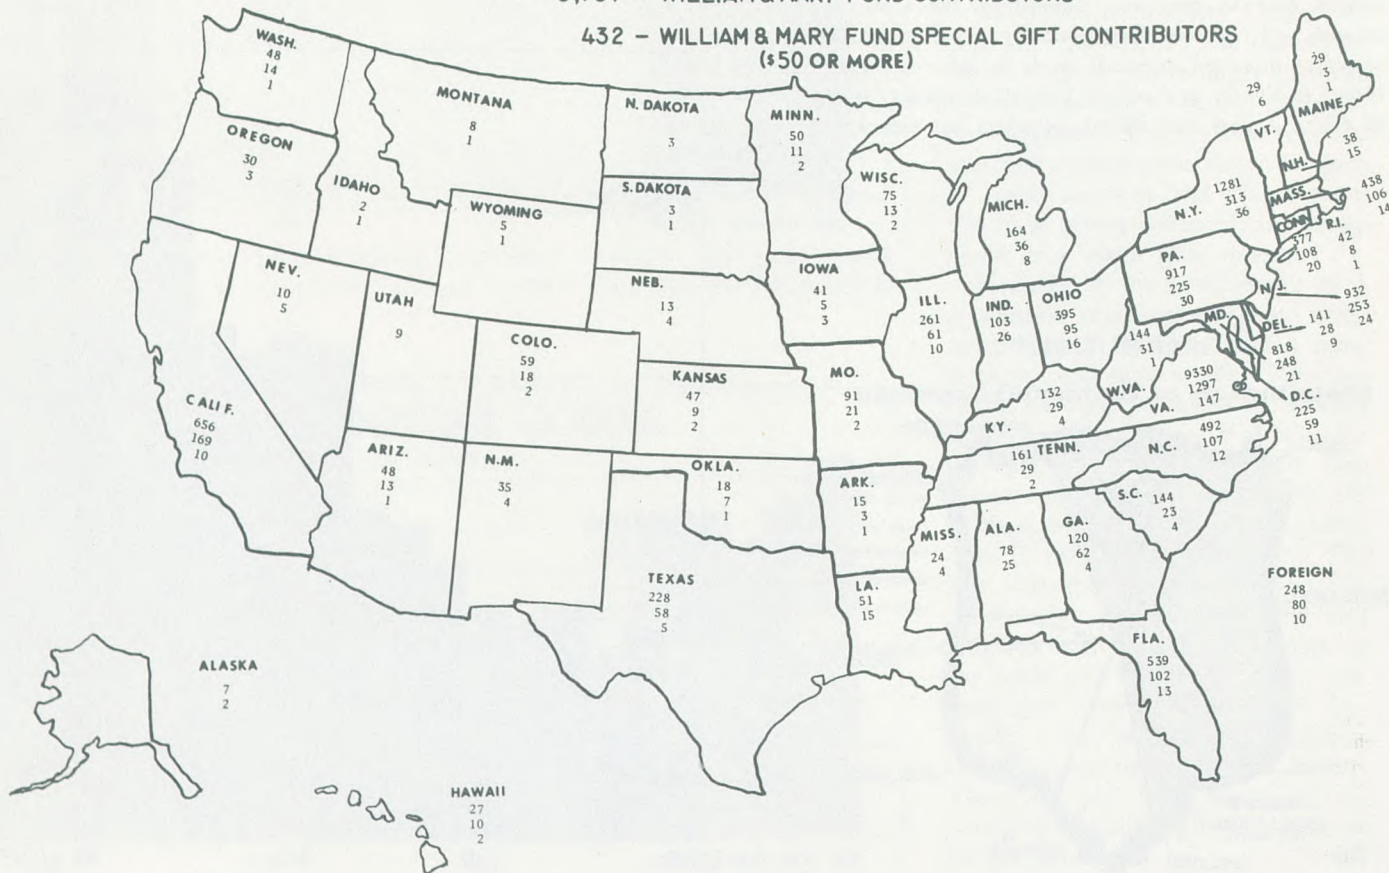 WILLIAM & MARY FUND CONTRIBUTORS
432 – WILLIAM & MARY FUND SPECIAL GIFT CONTRIBUTORS
($50 OR MORE)
WASH.
48
14
1
OREGON
30
3
IDAHO
2
1
MONTANA
8
1
WYOMING
5
1
N. DAKOTA
3
S. DAKOTA
3
1
NEB.
13
4
MINN.
50
11
2
WISC.
75
13
2
MICH.
164
36
8
IOWA
41
5
3
NEV.
10
5
UTAH
9
COLO.
59
18
2
KANSAS
47
9
2
MO.
91
21
2
ILL.
261
61
10
IND.
103
26
OHIO
395
95
16
CALIF.
656
169
10
ARIZ.
48
13
1
N.M.
35
4
OKLA.
18
7
1
ARK.
15
3
1
TEXAS
228
58
5
LA.
51
15
MISS.
24
4
ALA.
78
25
GA.
120
62
4
FLA.
539
102
13
S.C. 144
23
4
492
107
N.C. 12
161 TENN.
29
2
132
29
KY. 4
144
31
1
W.VA.
9330
1297
VA. 147
MD.
818
248
21
D.C.
225
59
11
DEL. 141
28
9
N.J. 932
253
24
PA.
917
225
30
N.Y. 1281
313
36
CONN.
377
108
20
R.I.
42
8
1
MASS. 438
106
14
N.H. 38
15
VT.
29
6
MAINE
29
3
1
FOREIGN
248
80
10
ALASKA
7
2
HAWAII
27
10
2